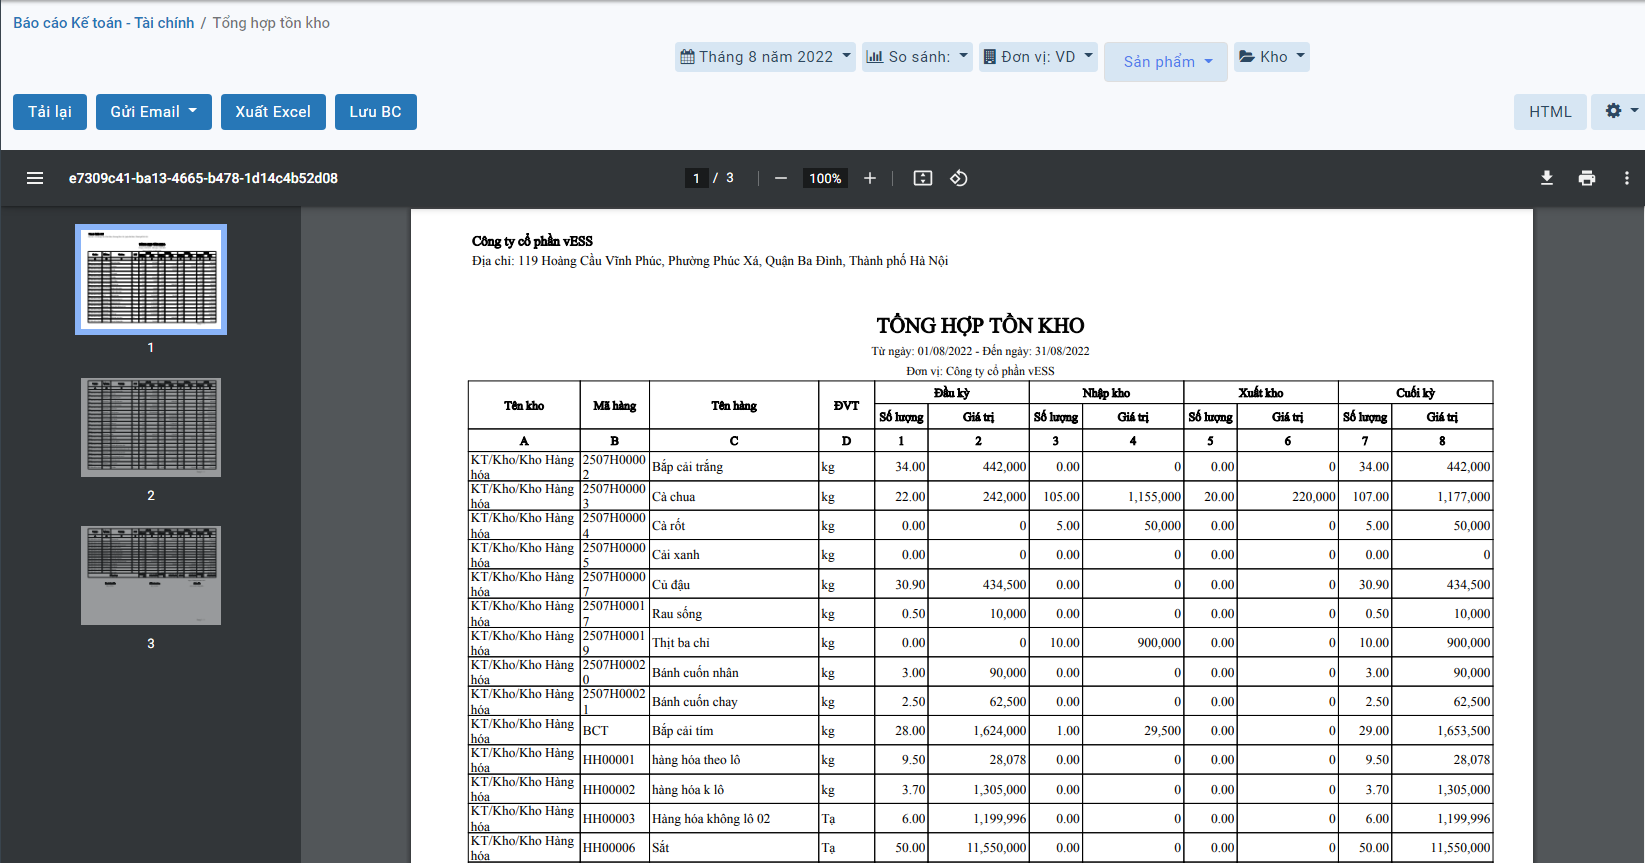 Báo cáo Kế toán - Tài chính / Tổng hợp tồn kho
Tháng 8 năm 2022 So sánh: Đơn vị: VD Sản phẩm Kho
Tải lại Gửi Email Xuất Excel Lưu BC HTML
e7309c41-ba13-4665-b478-1d14c4b52d08 1 / 3 100%
1
2
3
Công ty cổ phần vESS
Địa chỉ: 119 Hoàng Cầu Vĩnh Phúc, Phường Phúc Xá, Quận Ba Đình, Thành phố Hà Nội
TỔNG HỢP TỒN KHO
Từ ngày: 01/08/2022 - Đến ngày: 31/08/2022
Đơn vị: Công ty cổ phần vESS
Tên kho Mã hàng Tên hàng ĐVT Đầu kỳ Nhập kho Xuất kho Cuối kỳ
Số lượng Giá trị Số lượng Giá trị Số lượng Giá trị Số lượng Giá trị
A B C D 1 2 3 4 5 6 7 8
KT/Kho/Kho Hàng hóa 2507H00002 Bắp cải trắng kg 34.00 442,000 0.00 0 0.00 0 34.00 442,000
KT/Kho/Kho Hàng hóa 2507H00003 Cà chua kg 22.00 242,000 105.00 1,155,000 20.00 220,000 107.00 1,177,000
KT/Kho/Kho Hàng hóa 2507H00004 Cà rốt kg 0.00 0 5.00 50,000 0.00 0 5.00 50,000
KT/Kho/Kho Hàng hóa 2507H00005 Cải xanh kg 0.00 0 0.00 0 0.00 0 0.00 0
KT/Kho/Kho Hàng hóa 2507H00007 Củ đậu kg 30.90 434,500 0.00 0 0.00 0 30.90 434,500
KT/Kho/Kho Hàng hóa 2507H00017 Rau sống kg 0.50 10,000 0.00 0 0.00 0 0.50 10,000
KT/Kho/Kho Hàng hóa 2507H00019 Thịt ba chỉ kg 0.00 0 10.00 900,000 0.00 0 10.00 900,000
KT/Kho/Kho Hàng hóa 2507H00020 Bánh cuốn nhân kg 3.00 90,000 0.00 0 0.00 0 3.00 90,000
KT/Kho/Kho Hàng hóa 2507H00021 Bánh cuốn chay kg 2.50 62,500 0.00 0 0.00 0 2.50 62,500
KT/Kho/Kho Hàng hóa BCT Bắp cải tím kg 28.00 1,624,000 1.00 29,500 0.00 0 29.00 1,653,500
KT/Kho/Kho Hàng hóa HH00001 hàng hóa theo lô kg 9.50 28,078 0.00 0 0.00 0 9.50 28,078
KT/Kho/Kho Hàng hóa HH00002 hàng hóa k lô kg 3.70 1,305,000 0.00 0 0.00 0 3.70 1,305,000
KT/Kho/Kho Hàng hóa HH00003 Hàng hóa không lô 02 Tạ 6.00 1,199,996 0.00 0 0.00 0 6.00 1,199,996
KT/Kho/Kho Hàng hóa HH00006 Sắt Tạ 50.00 11,550,000 0.00 0 0.00 0 50.00 11,550,000